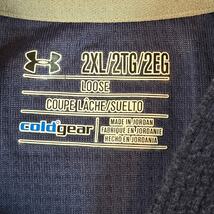 2XL/2TG/2EG
LOOSE
COUPE LÂCHE/SUELTO
coldgear
MADE IN JORDAN
FABRIQUÉ EN JORDANIE
HECHO EN JORDANIA